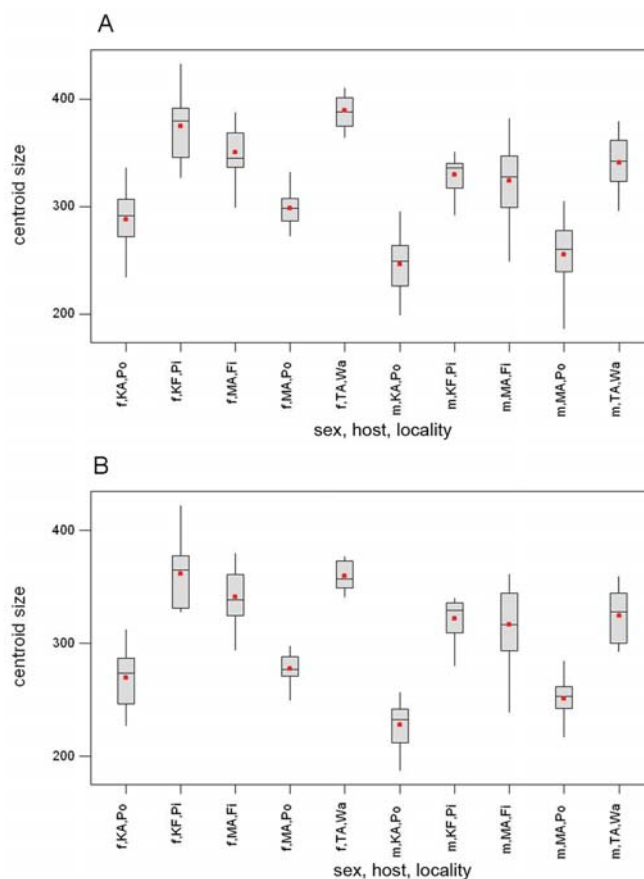 A
400
300
200
centroid size
f,KA,Po
f,KF,Pi
f,MA,Fi
f,MA,Po
f,TA,Wa
m,KA,Po
m,KF,Pi
m,MA,Fi
m,MA,Po
m,TA,Wa
sex, host, locality
B
400
300
200
centroid size
f,KA,Po
f,KF,Pi
f,MA,Fi
f,MA,Po
f,TA,Wa
m,KA,Po
m,KF,Pi
m,MA,Fi
m,MA,Po
m,TA,Wa
sex, host, locality